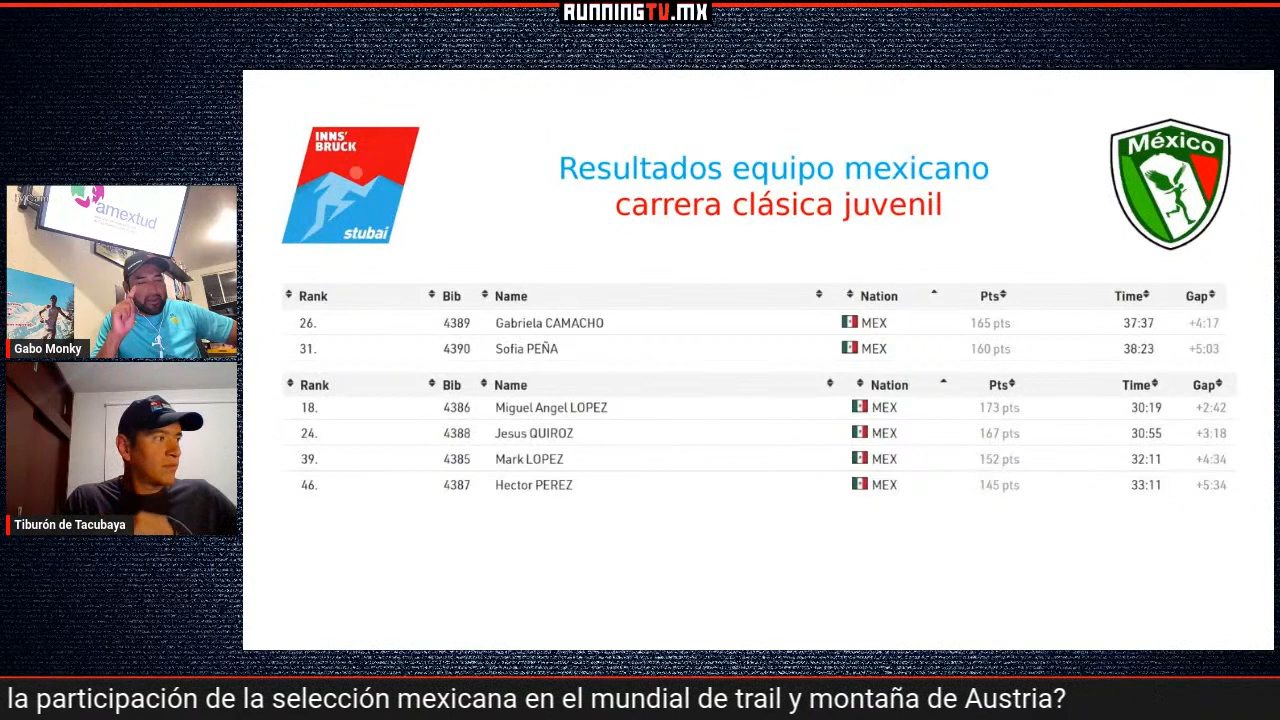 RUNNINGTV.MX
INNS'
BRUCK
stubai
Resultados equipo mexicano
carrera clásica juvenil
México
amextud
Gabo Monky
Tiburón de Tacubaya
Rank Bib Name Nation Pts Time Gap
26. 4389 Gabriela CAMACHO MEX 165 pts 37:37 +4:17
31. 4390 Sofia PEÑA MEX 160 pts 38:23 +5:03
Rank Bib Name Nation Pts Time Gap
18. 4386 Miguel Angel LOPEZ MEX 173 pts 30:19 +2:42
24. 4388 Jesus QUIROZ MEX 167 pts 30:55 +3:18
39. 4385 Mark LOPEZ MEX 152 pts 32:11 +4:34
46. 4387 Hector PEREZ MEX 145 pts 33:11 +5:34
la participación de la selección mexicana en el mundial de trail y montaña de Austria?